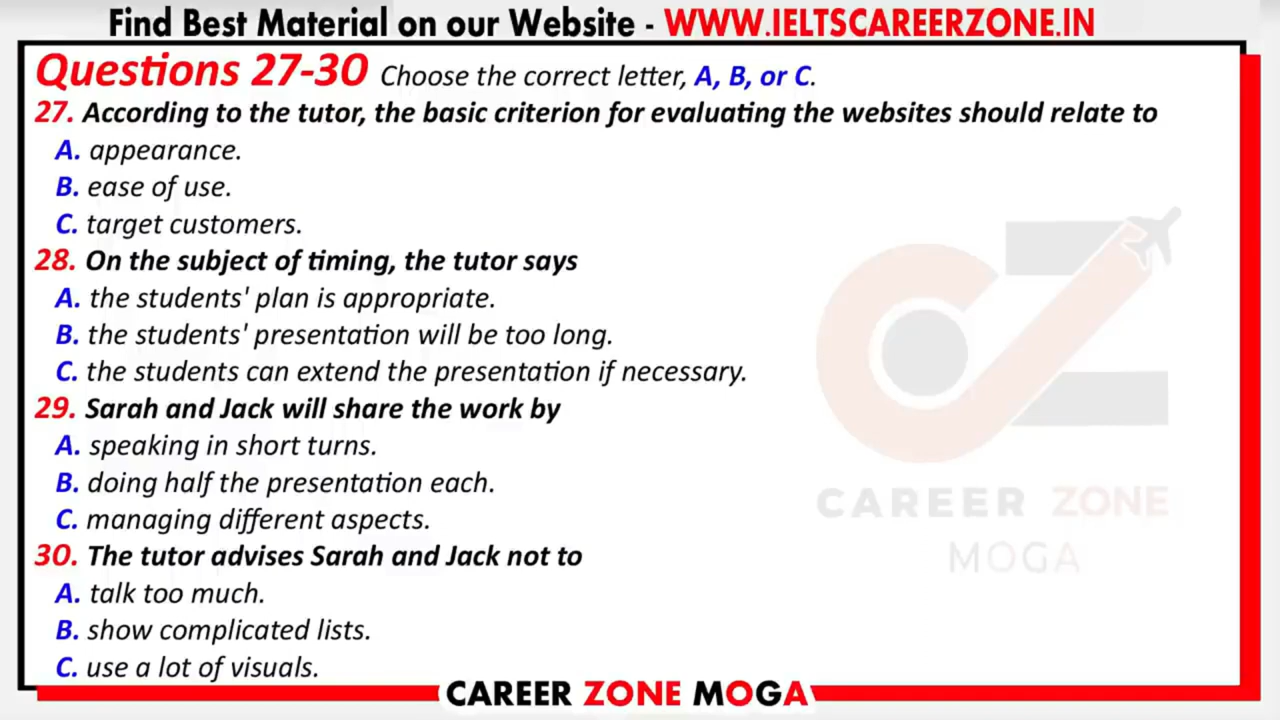 Find Best Material on our Website - WWW.IELTSCAREERZONE.IN
Questions 27-30 Choose the correct letter, A, B, or C.
27. According to the tutor, the basic criterion for evaluating the websites should relate to
A. appearance.
B. ease of use.
C. target customers.
28. On the subject of timing, the tutor says
A. the students' plan is appropriate.
B. the students' presentation will be too long.
C. the students can extend the presentation if necessary.
29. Sarah and Jack will share the work by
A. speaking in short turns.
B. doing half the presentation each.
C. managing different aspects.
30. The tutor advises Sarah and Jack not to
A. talk too much.
B. show complicated lists.
C. use a lot of visuals.
CAREER ZONE
MOGA
CAREER ZONE MOGA